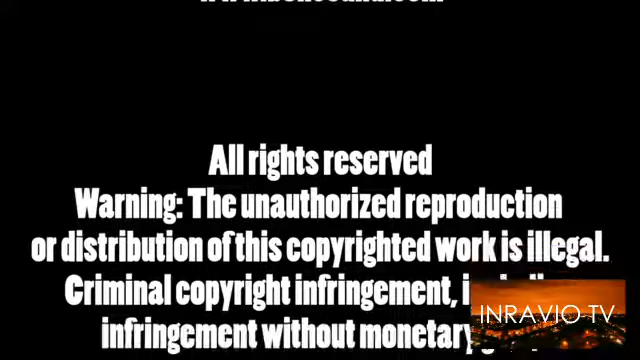 All rights reserved
Warning: The unauthorized reproduction
or distribution of this copyrighted work is illegal.
Criminal copyright infringement,
infringement without monetary
INRAVIO TV